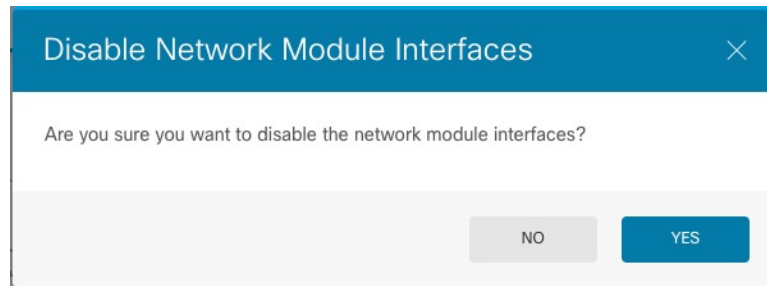 Disable Network Module Interfaces
Are you sure you want to disable the network module interfaces?
NO
YES